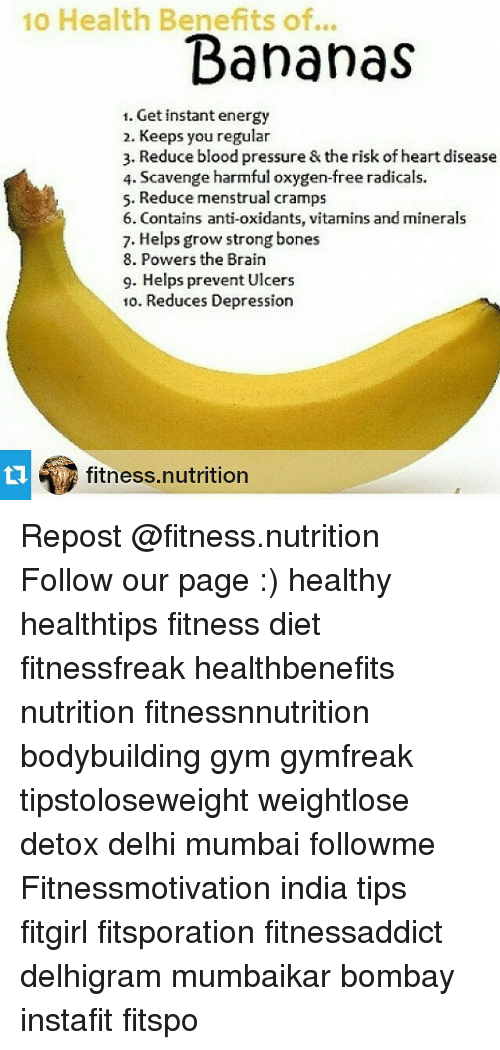 10 Health Benefits of...
Bananas
1. Get instant energy
2. Keeps you regular
3. Reduce blood pressure & the risk of heart disease
4. Scavenge harmful oxygen-free radicals.
5. Reduce menstrual cramps
6. Contains anti-oxidants, vitamins and minerals
7. Helps grow strong bones
8. Powers the Brain
9. Helps prevent Ulcers
10. Reduces Depression
fitness.nutrition
Repost @fitness.nutrition
Follow our page :) healthy
healthtips fitness diet
fitnessfreak healthbenefits
nutrition fitnessnnutrition
bodybuilding gym gymfreak
tipstoloseweight weightlose
detox delhi mumbai followme
Fitnessmotivation india tips
fitgirl fitsporation fitnessaddict
delhigram mumbaikar bombay
instafit fitspo